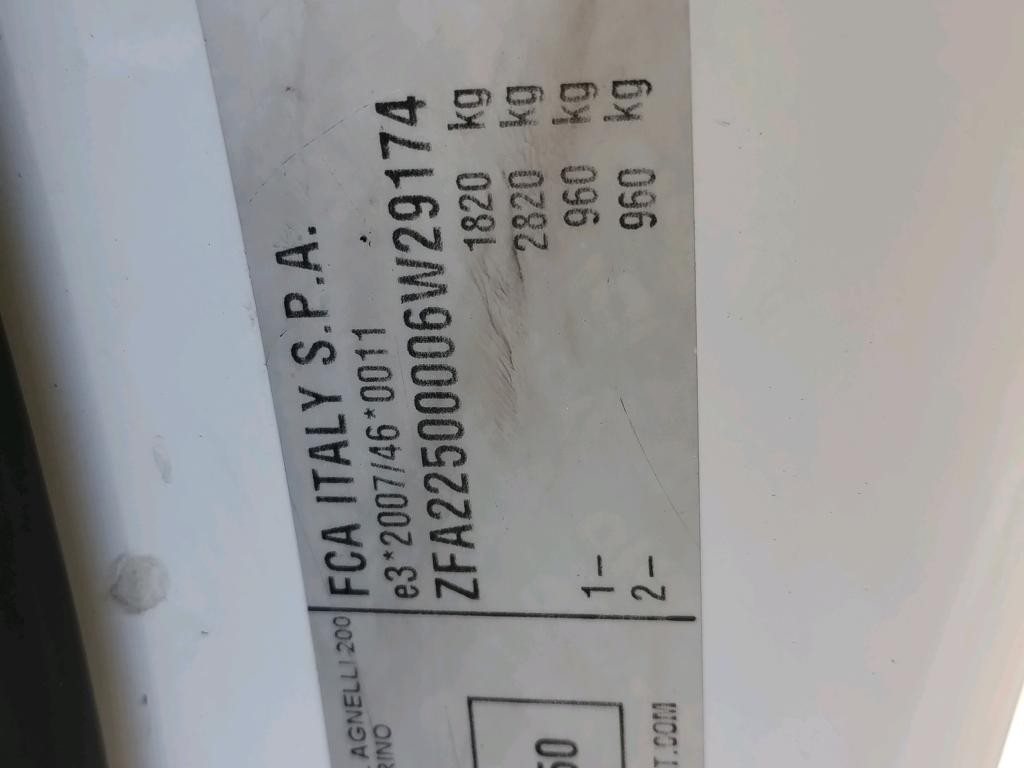 FCA ITALY S.P.A.
e3*2007/46*0011
ZFA22500006W29174
1820 kg
2820 kg
1– 960 kg
2– 960 kg
AGNELLI 200
RINO
50
T.COM